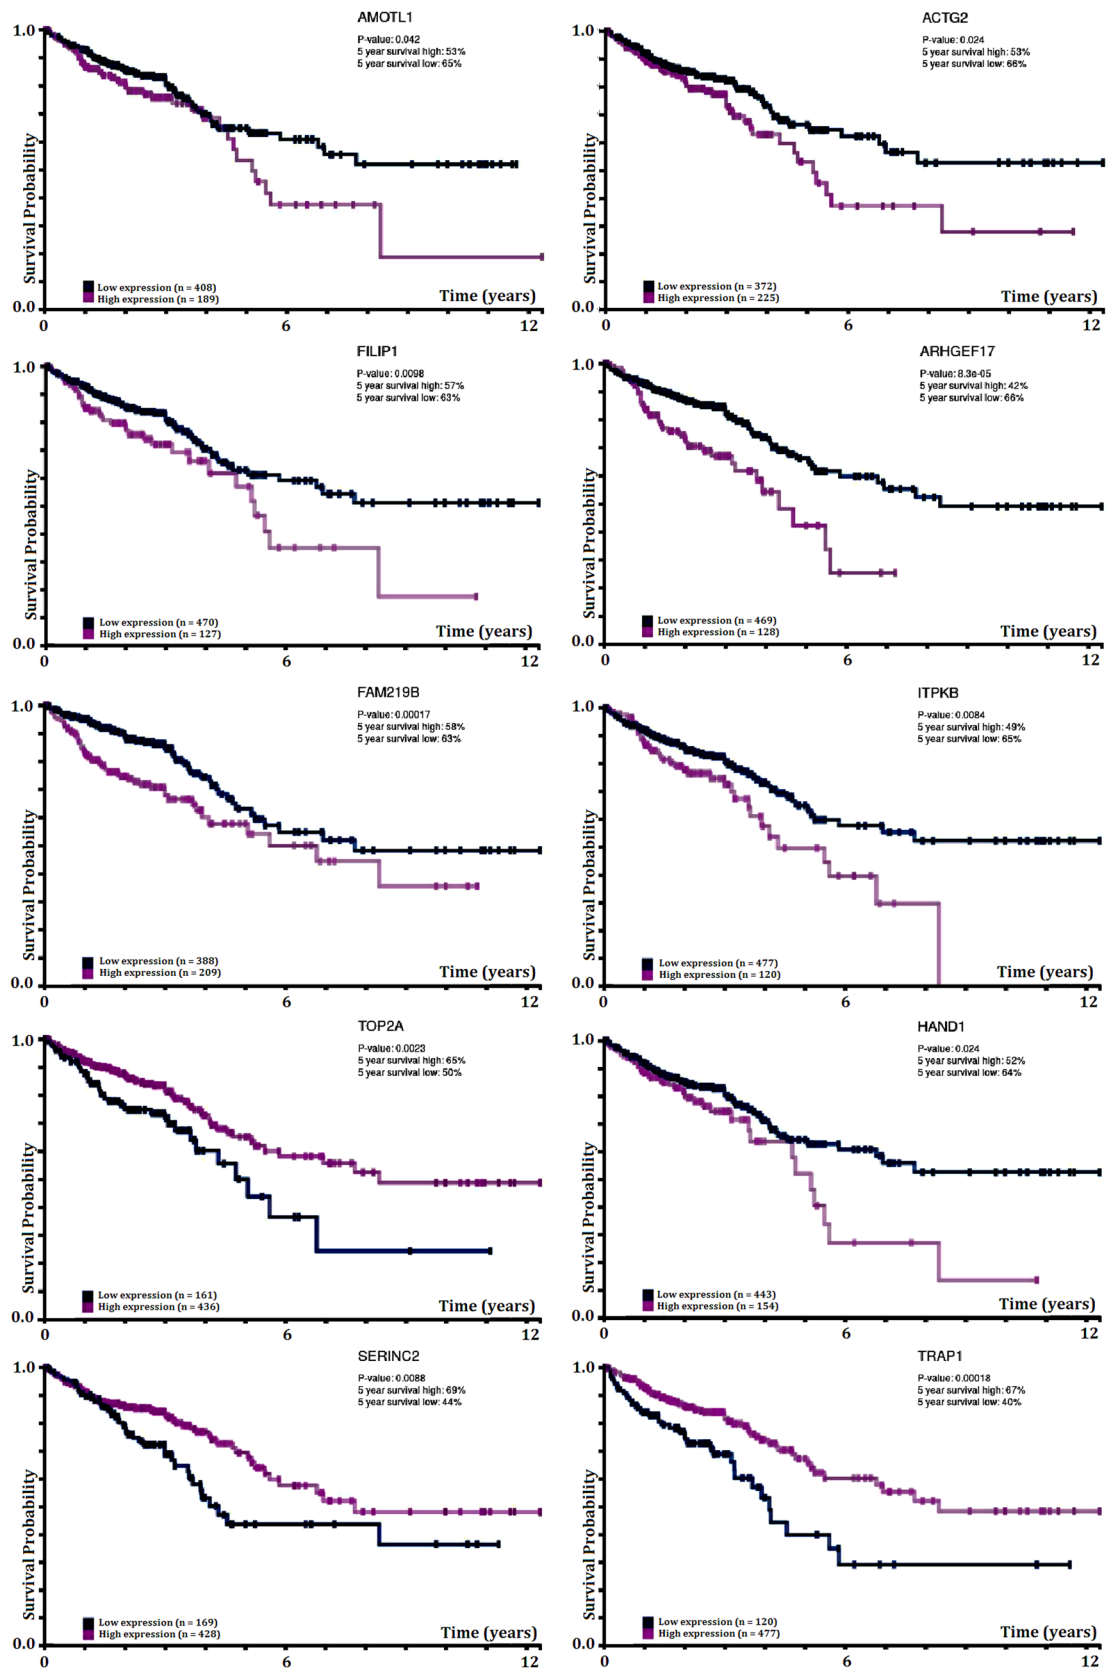 AMOTL1
P-value: 0.042
5 year survival high: 53%
5 year survival low: 65%
1.0
Survival Probability
0.0
Low expression (n = 408)
High expression (n = 189)
Time (years)
0 6 12
ACTG2
P-value: 0.024
5 year survival high: 53%
5 year survival low: 66%
1.0
Survival Probability
0.0
Low expression (n = 372)
High expression (n = 225)
Time (years)
0 6 12
FILIP1
P-value: 0.0098
5 year survival high: 57%
5 year survival low: 63%
1.0
Survival Probability
0.0
Low expression (n = 470)
High expression (n = 127)
Time (years)
0 6 12
ARHGEF17
P-value: 8.3e-05
5 year survival high: 42%
5 year survival low: 66%
1.0
Survival Probability
0.0
Low expression (n = 469)
High expression (n = 128)
Time (years)
0 6 12
FAM219B
P-value: 0.00017
5 year survival high: 58%
5 year survival low: 63%
1.0
Survival Probability
0.0
Low expression (n = 388)
High expression (n = 209)
Time (years)
0 6 12
ITPKB
P-value: 0.0084
5 year survival high: 49%
5 year survival low: 65%
1.0
Survival Probability
0.0
Low expression (n = 477)
High expression (n = 120)
Time (years)
0 6 12
TOP2A
P-value: 0.0023
5 year survival high: 65%
5 year survival low: 50%
1.0
Survival Probability
0.0
Low expression (n = 161)
High expression (n = 436)
Time (years)
0 6 12
HAND1
P-value: 0.024
5 year survival high: 52%
5 year survival low: 64%
1.0
Survival Probability
0.0
Low expression (n = 443)
High expression (n = 154)
Time (years)
0 6 12
SERINC2
P-value: 0.0088
5 year survival high: 69%
5 year survival low: 44%
1.0
Survival Probability
0.0
Low expression (n = 169)
High expression (n = 428)
Time (years)
0 6 12
TRAP1
P-value: 0.00018
5 year survival high: 67%
5 year survival low: 40%
1.0
Survival Probability
0.0
Low expression (n = 120)
High expression (n = 477)
Time (years)
0 6 12